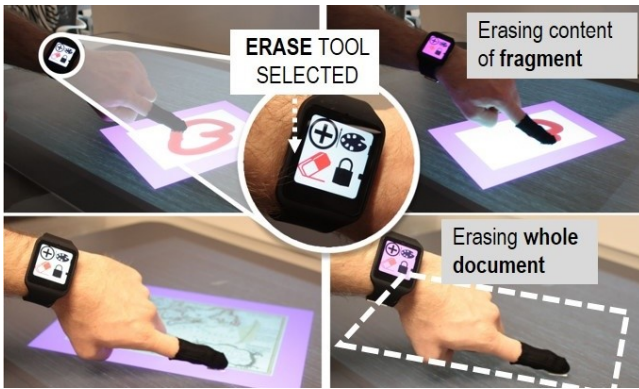 ERASE TOOL
SELECTED
Erasing content
of fragment
Erasing whole
document